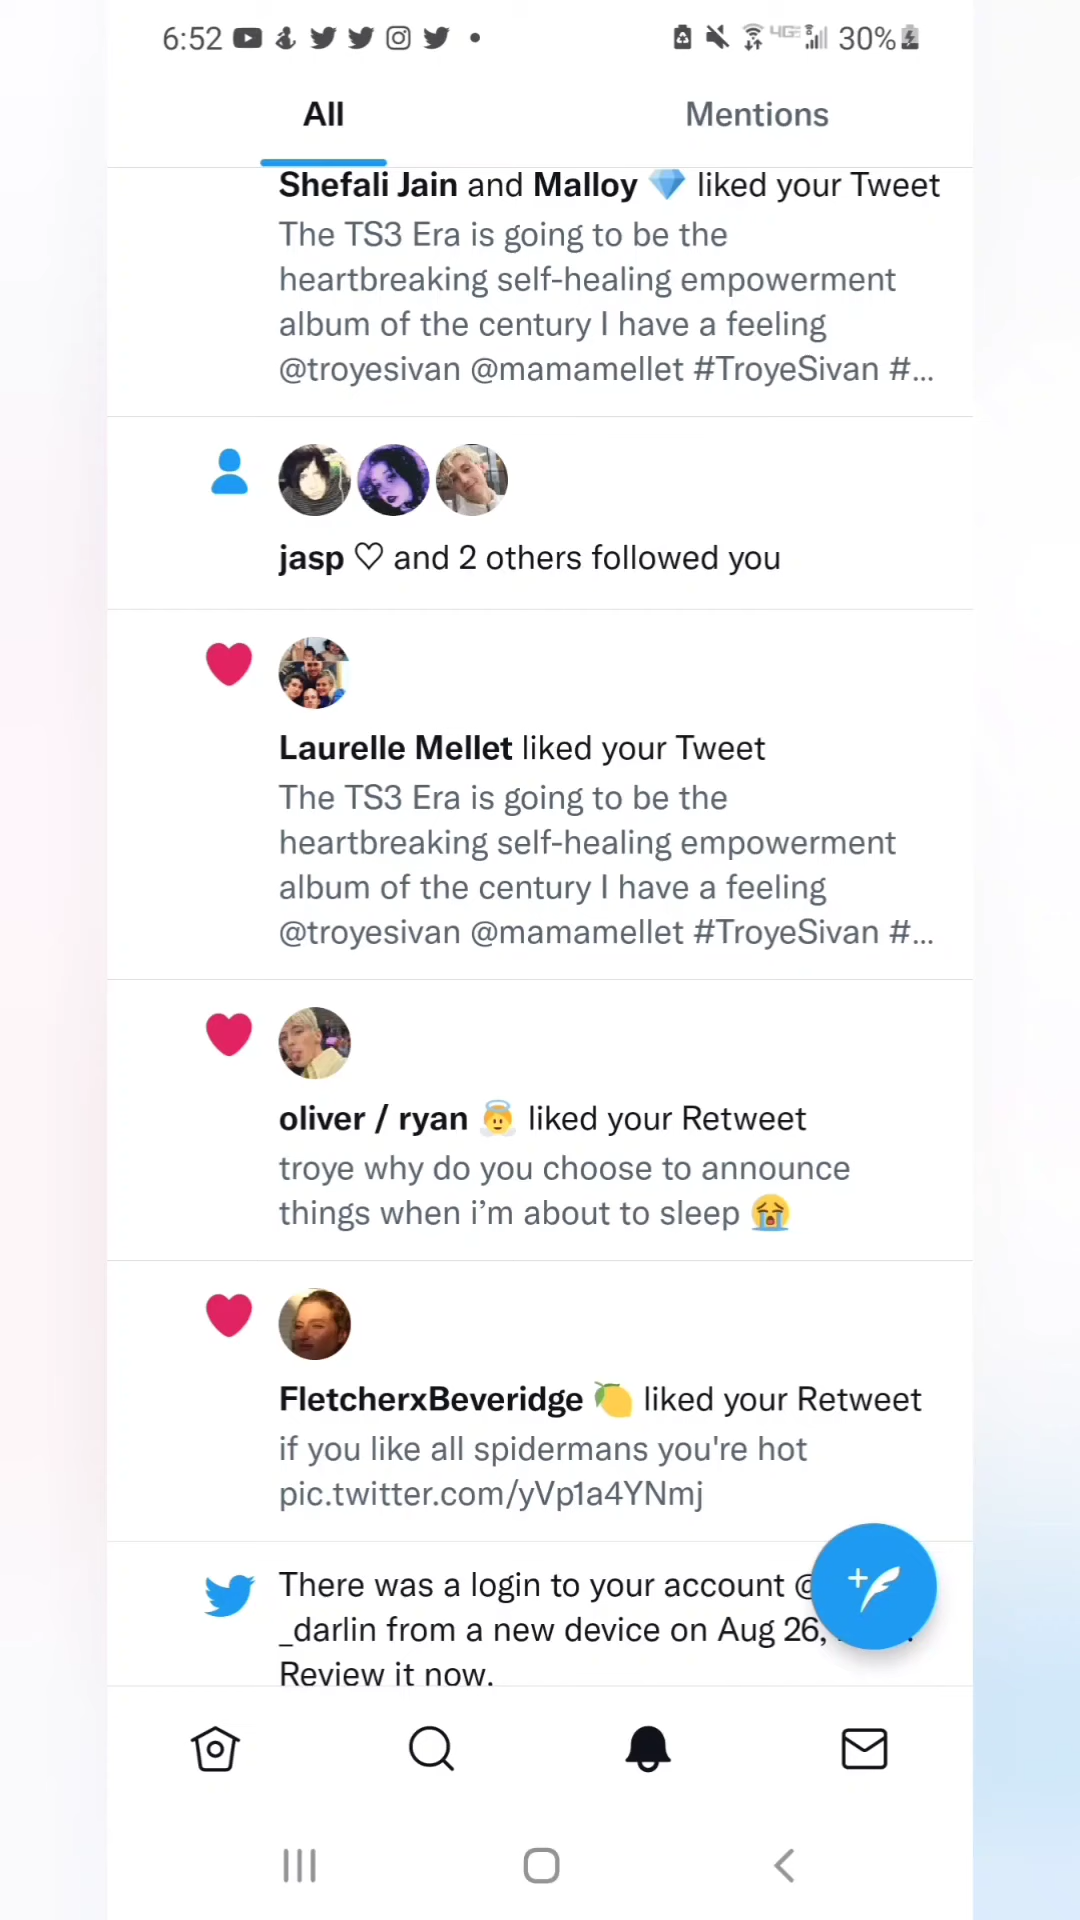 6:52 4GE 30%
All Mentions
Shefali Jain and Malloy 💎 liked your Tweet
The TS3 Era is going to be the
heartbreaking self-healing empowerment
album of the century I have a feeling
@troyesivan @mamamellet #TroyeSivan #...
jasp ♡ and 2 others followed you
Laurelle Mellet liked your Tweet
The TS3 Era is going to be the
heartbreaking self-healing empowerment
album of the century I have a feeling
@troyesivan @mamamellet #TroyeSivan #...
oliver / ryan 👼 liked your Retweet
troye why do you choose to announce
things when i’m about to sleep 😭
FletcherxBeveridge 🍋 liked your Retweet
if you like all spidermans you're hot
pic.twitter.com/yVp1a4YNmj
There was a login to your account @
_darlin from a new device on Aug 26,
Review it now.